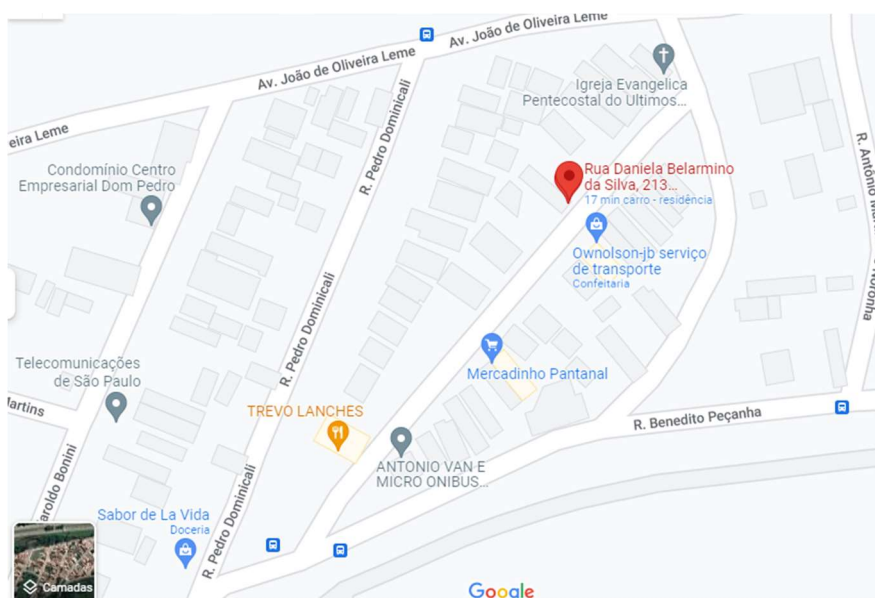 Av. João de Oliveira Leme
Av. João de Oliveira Leme
eira Leme
Igreja Evangelica
Pentecostal do Ultimos...
R. Pedro Dominicali
Condomínio Centro
Empresarial Dom Pedro
Rua Daniela Belarmino
da Silva, 213...
17 min carro - residência
Ownolson-jb serviço
de transporte
Confeitaria
R. Pedro Dominicali
Telecomunicações
de São Paulo
Mercadinho Pantanal
Martins
TREVO LANCHES
R. Benedito Peçanha
ANTONIO VAN E
MICRO ONIBUS...
aroldo Bonini
R. Pedro Dominicali
Sabor de La Vida
Doceria
Camadas
Google